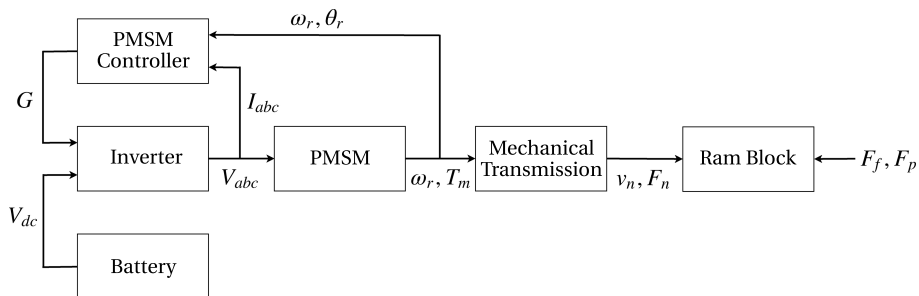 PMSM
Controller
ω_r, θ_r
G
I_abc
Inverter
V_abc
PMSM
ω_r, T_m
Mechanical
Transmission
v_n, F_n
Ram Block
F_f, F_p
V_dc
Battery